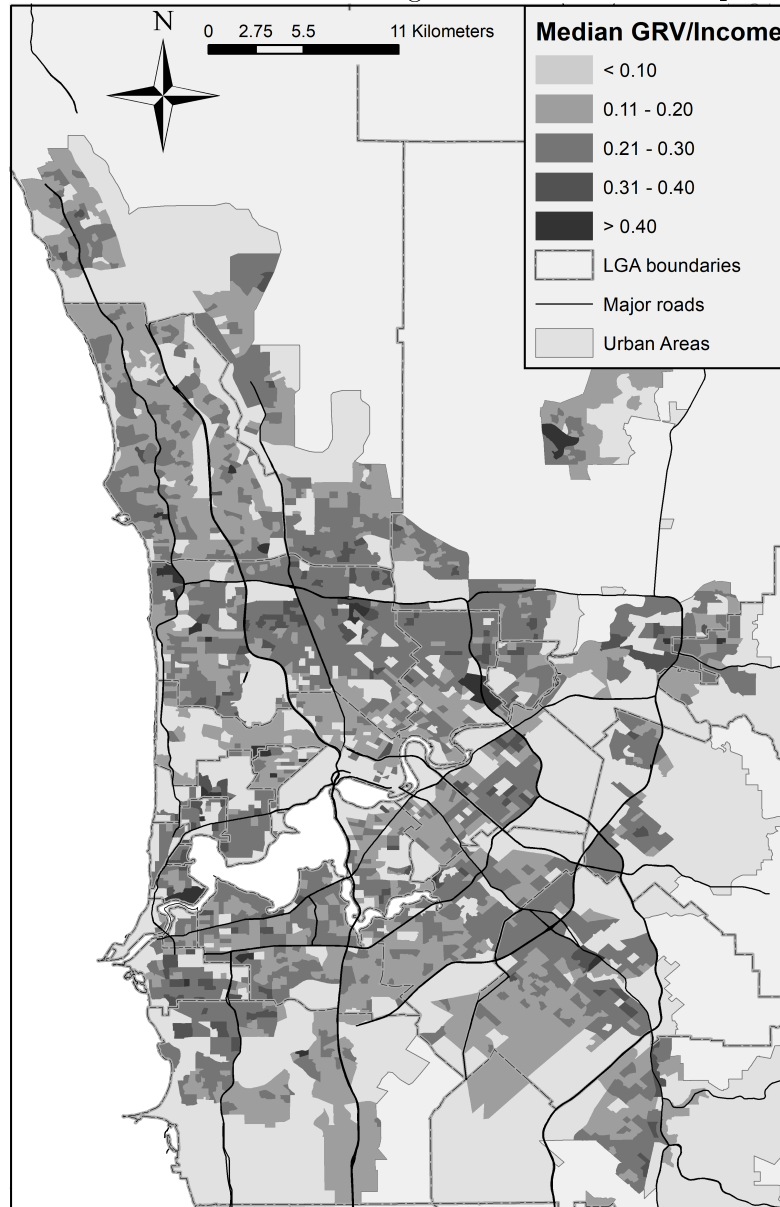 N
0 2.75 5.5 11 Kilometers
Median GRV/Income
< 0.10
0.11 - 0.20
0.21 - 0.30
0.31 - 0.40
> 0.40
LGA boundaries
Major roads
Urban Areas